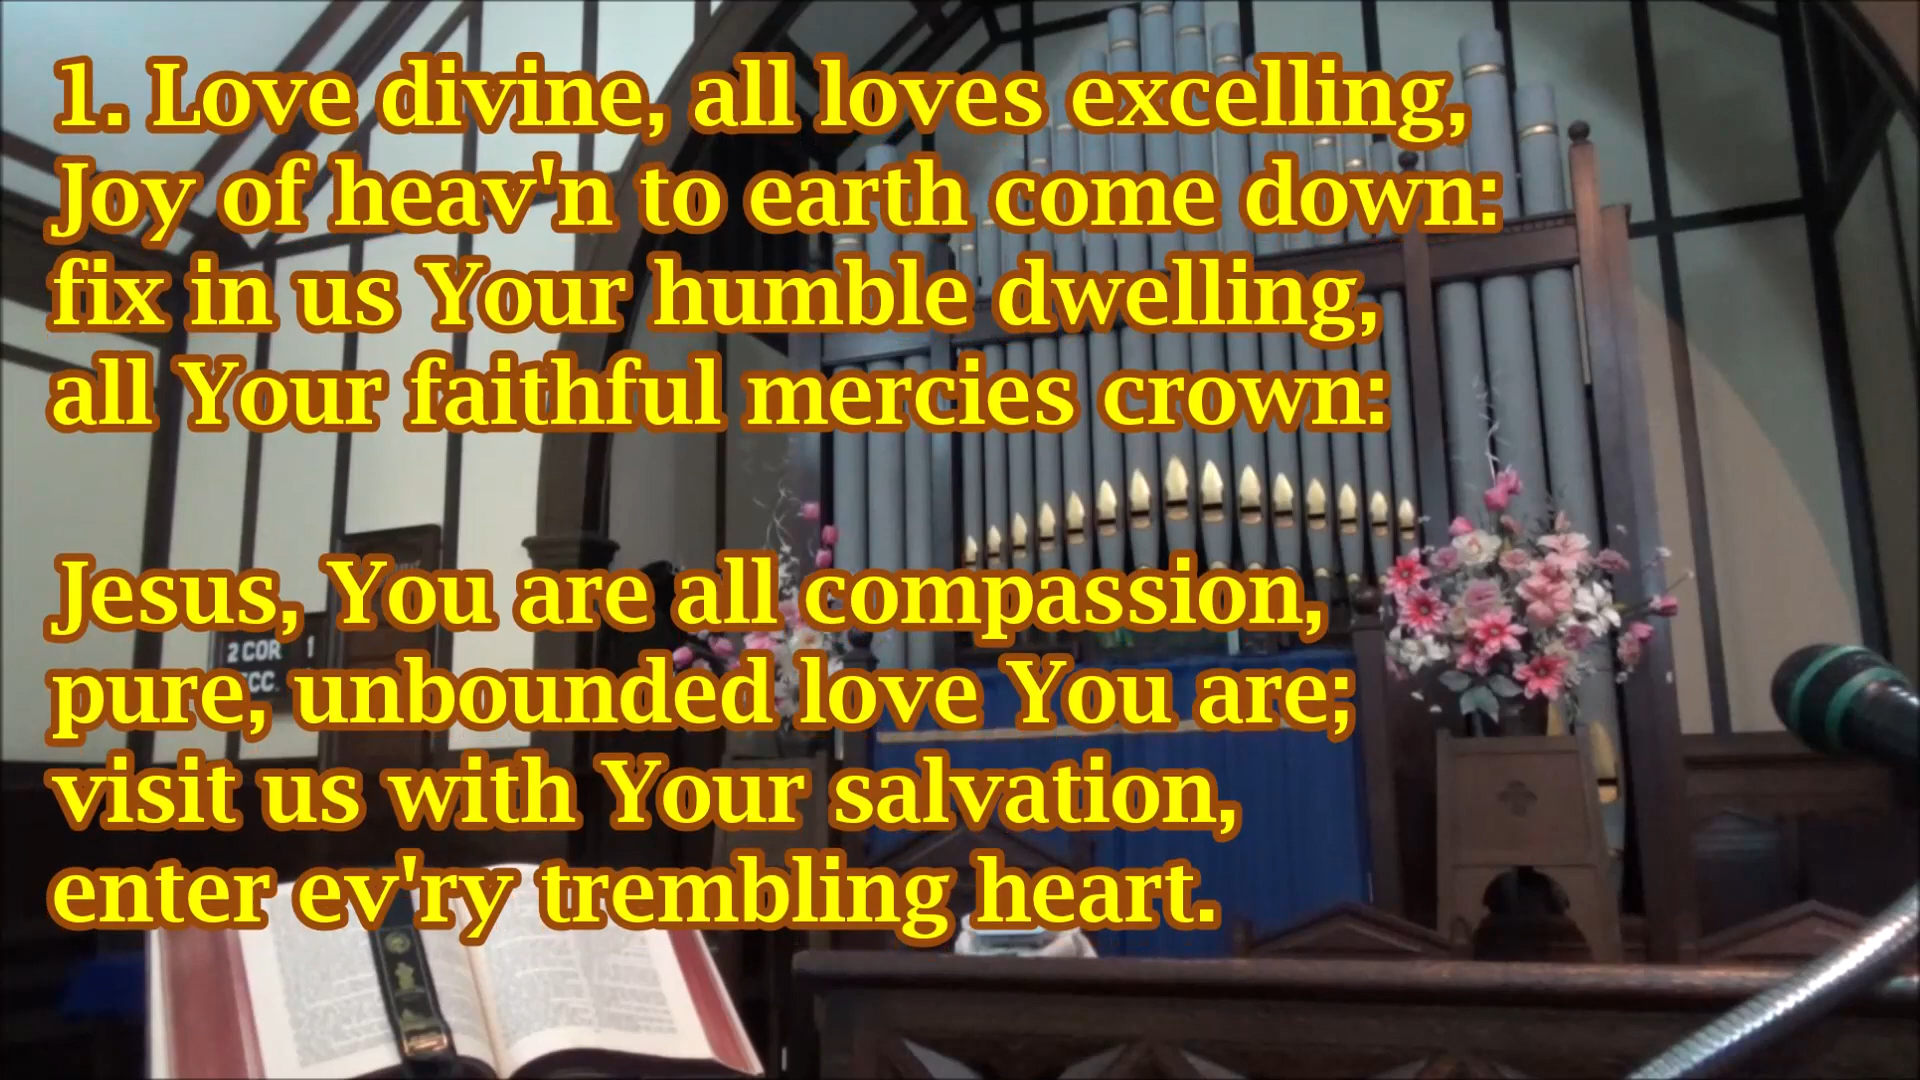 1. Love divine, all loves excelling,
Joy of heav'n to earth come down:
fix in us Your humble dwelling,
all Your faithful mercies crown:
Jesus, You are all compassion,
pure, unbounded love You are;
visit us with Your salvation,
enter ev'ry trembling heart.
2 COR 1